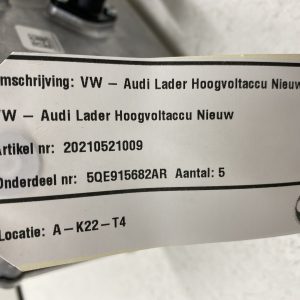 mschrijving: VW – Audi Lader Hoogvoltaccu Nieuw
VW – Audi Lader Hoogvoltaccu Nieuw
Artikel nr: 20210521009
Onderdeel nr: 5QE915682AR Aantal: 5
Locatie: A–K22–T4